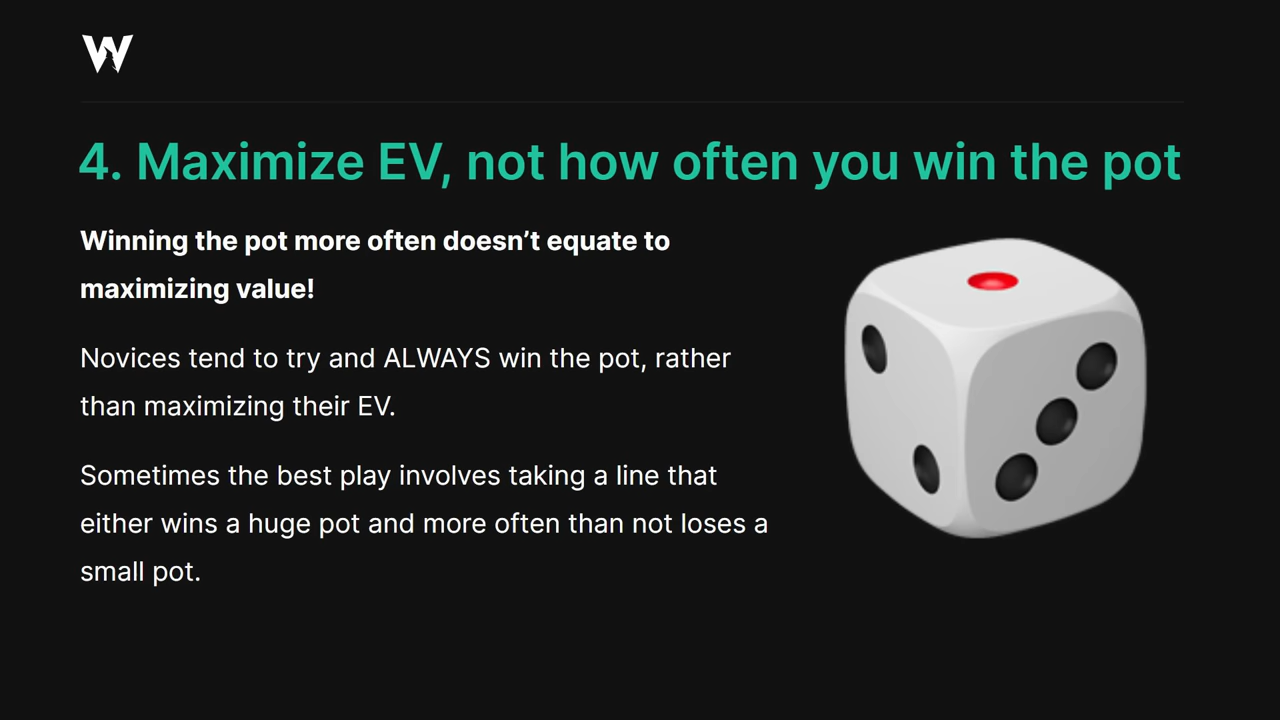 W
4. Maximize EV, not how often you win the pot
Winning the pot more often doesn’t equate to
maximizing value!
Novices tend to try and ALWAYS win the pot, rather
than maximizing their EV.
Sometimes the best play involves taking a line that
either wins a huge pot and more often than not loses a
small pot.